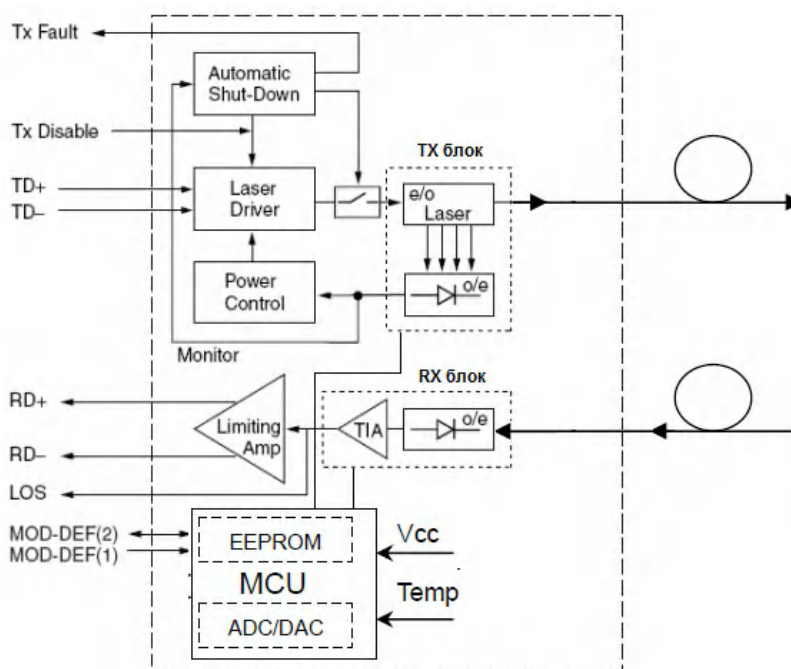 Tx Fault
Automatic
Shut-Down
Tx Disable
TX блок
TD+
TD–
Laser
Driver
e/o
Laser
Power
Control
o/e
Monitor
RX блок
RD+
RD–
Limiting
Amp
TIA
o/e
LOS
MOD-DEF(2)
MOD-DEF(1)
EEPROM
MCU
ADC/DAC
Vcc
Temp